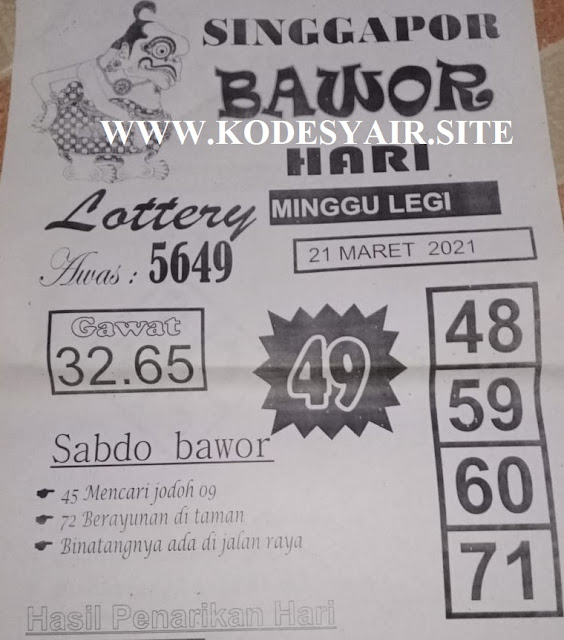 SINGGAPOR
BAWOR
WWW.KODESYAIR.SITE
HARI
Lottery
MINGGU LEGI
Awas : 5649
21 MARET 2021
Gawat
32.65
49
48
59
60
71
Sabdo bawor
45 Mencari jodoh 09
72 Berayunan di taman
Binatangnya ada di jalan raya
Hasil Penarikan Hari